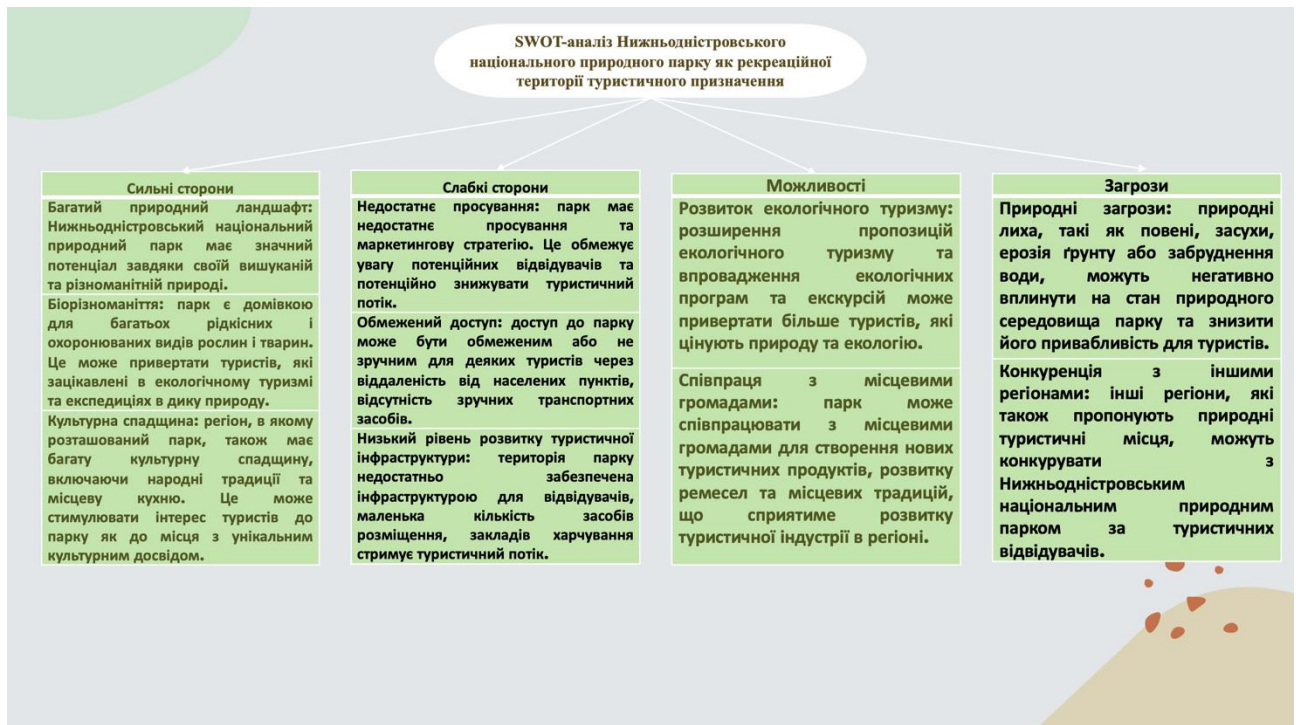 SWOT-аналіз Нижньодністровського
національного природного парку як рекреаційної
території туристичного призначення
Сильні сторони
Багатий природний ландшафт:
Нижньодністровський національний
природний парк має значний
потенціал завдяки своїй вишуканій
та різноманітній природі.
Біорізноманіття: парк є домівкою
для багатьох рідкісних і
охоронюваних видів рослин і тварин.
Це може привертати туристів, які
зацікавлені в екологічному туризмі
та експедиціях в дику природу.
Культурна спадщина: регіон, в якому
розташований парк, також має
багату культурну спадщину,
включаючи народні традиції та
місцеву кухню. Це може
стимулювати інтерес туристів до
парку як до місця з унікальним
культурним досвідом.
Слабкі сторони
Недостатнє просування: парк має
недостатнє просування та
маркетингову стратегію. Це обмежує
увагу потенційних відвідувачів та
потенційно знижувати туристичний
потік.
Обмежений доступ: доступ до парку
може бути обмеженим або не
зручним для деяких туристів через
віддаленість від населених пунктів,
відсутність зручних транспортних
засобів.
Низький рівень розвитку туристичної
інфраструктури: територія парку
недостатньо забезпечена
інфраструктурою для відвідувачів,
маленька кількість засобів
розміщення, закладів харчування
стримує туристичний потік.
Можливості
Розвиток екологічного туризму:
розширення пропозицій
екологічного туризму та
впровадження екологічних
програм та екскурсій може
привертати більше туристів, які
цінують природу та екологію.
Співпраця з місцевими
громадами: парк може
співпрацювати з місцевими
громадами для створення нових
туристичних продуктів, розвитку
ремесел та місцевих традицій,
що сприятиме розвитку
туристичної індустрії в регіоні.
Загрози
Природні загрози: природні
лиха, такі як повені, засухи,
ерозія ґрунту або забруднення
води, можуть негативно
вплинути на стан природного
середовища парку та знизити
його привабливість для туристів.
Конкуренція з іншими
регіонами: інші регіони, які
також пропонують природні
туристичні місця, можуть
конкурувати з
Нижньодністровським
національним природним
парком за туристичних
відвідувачів.